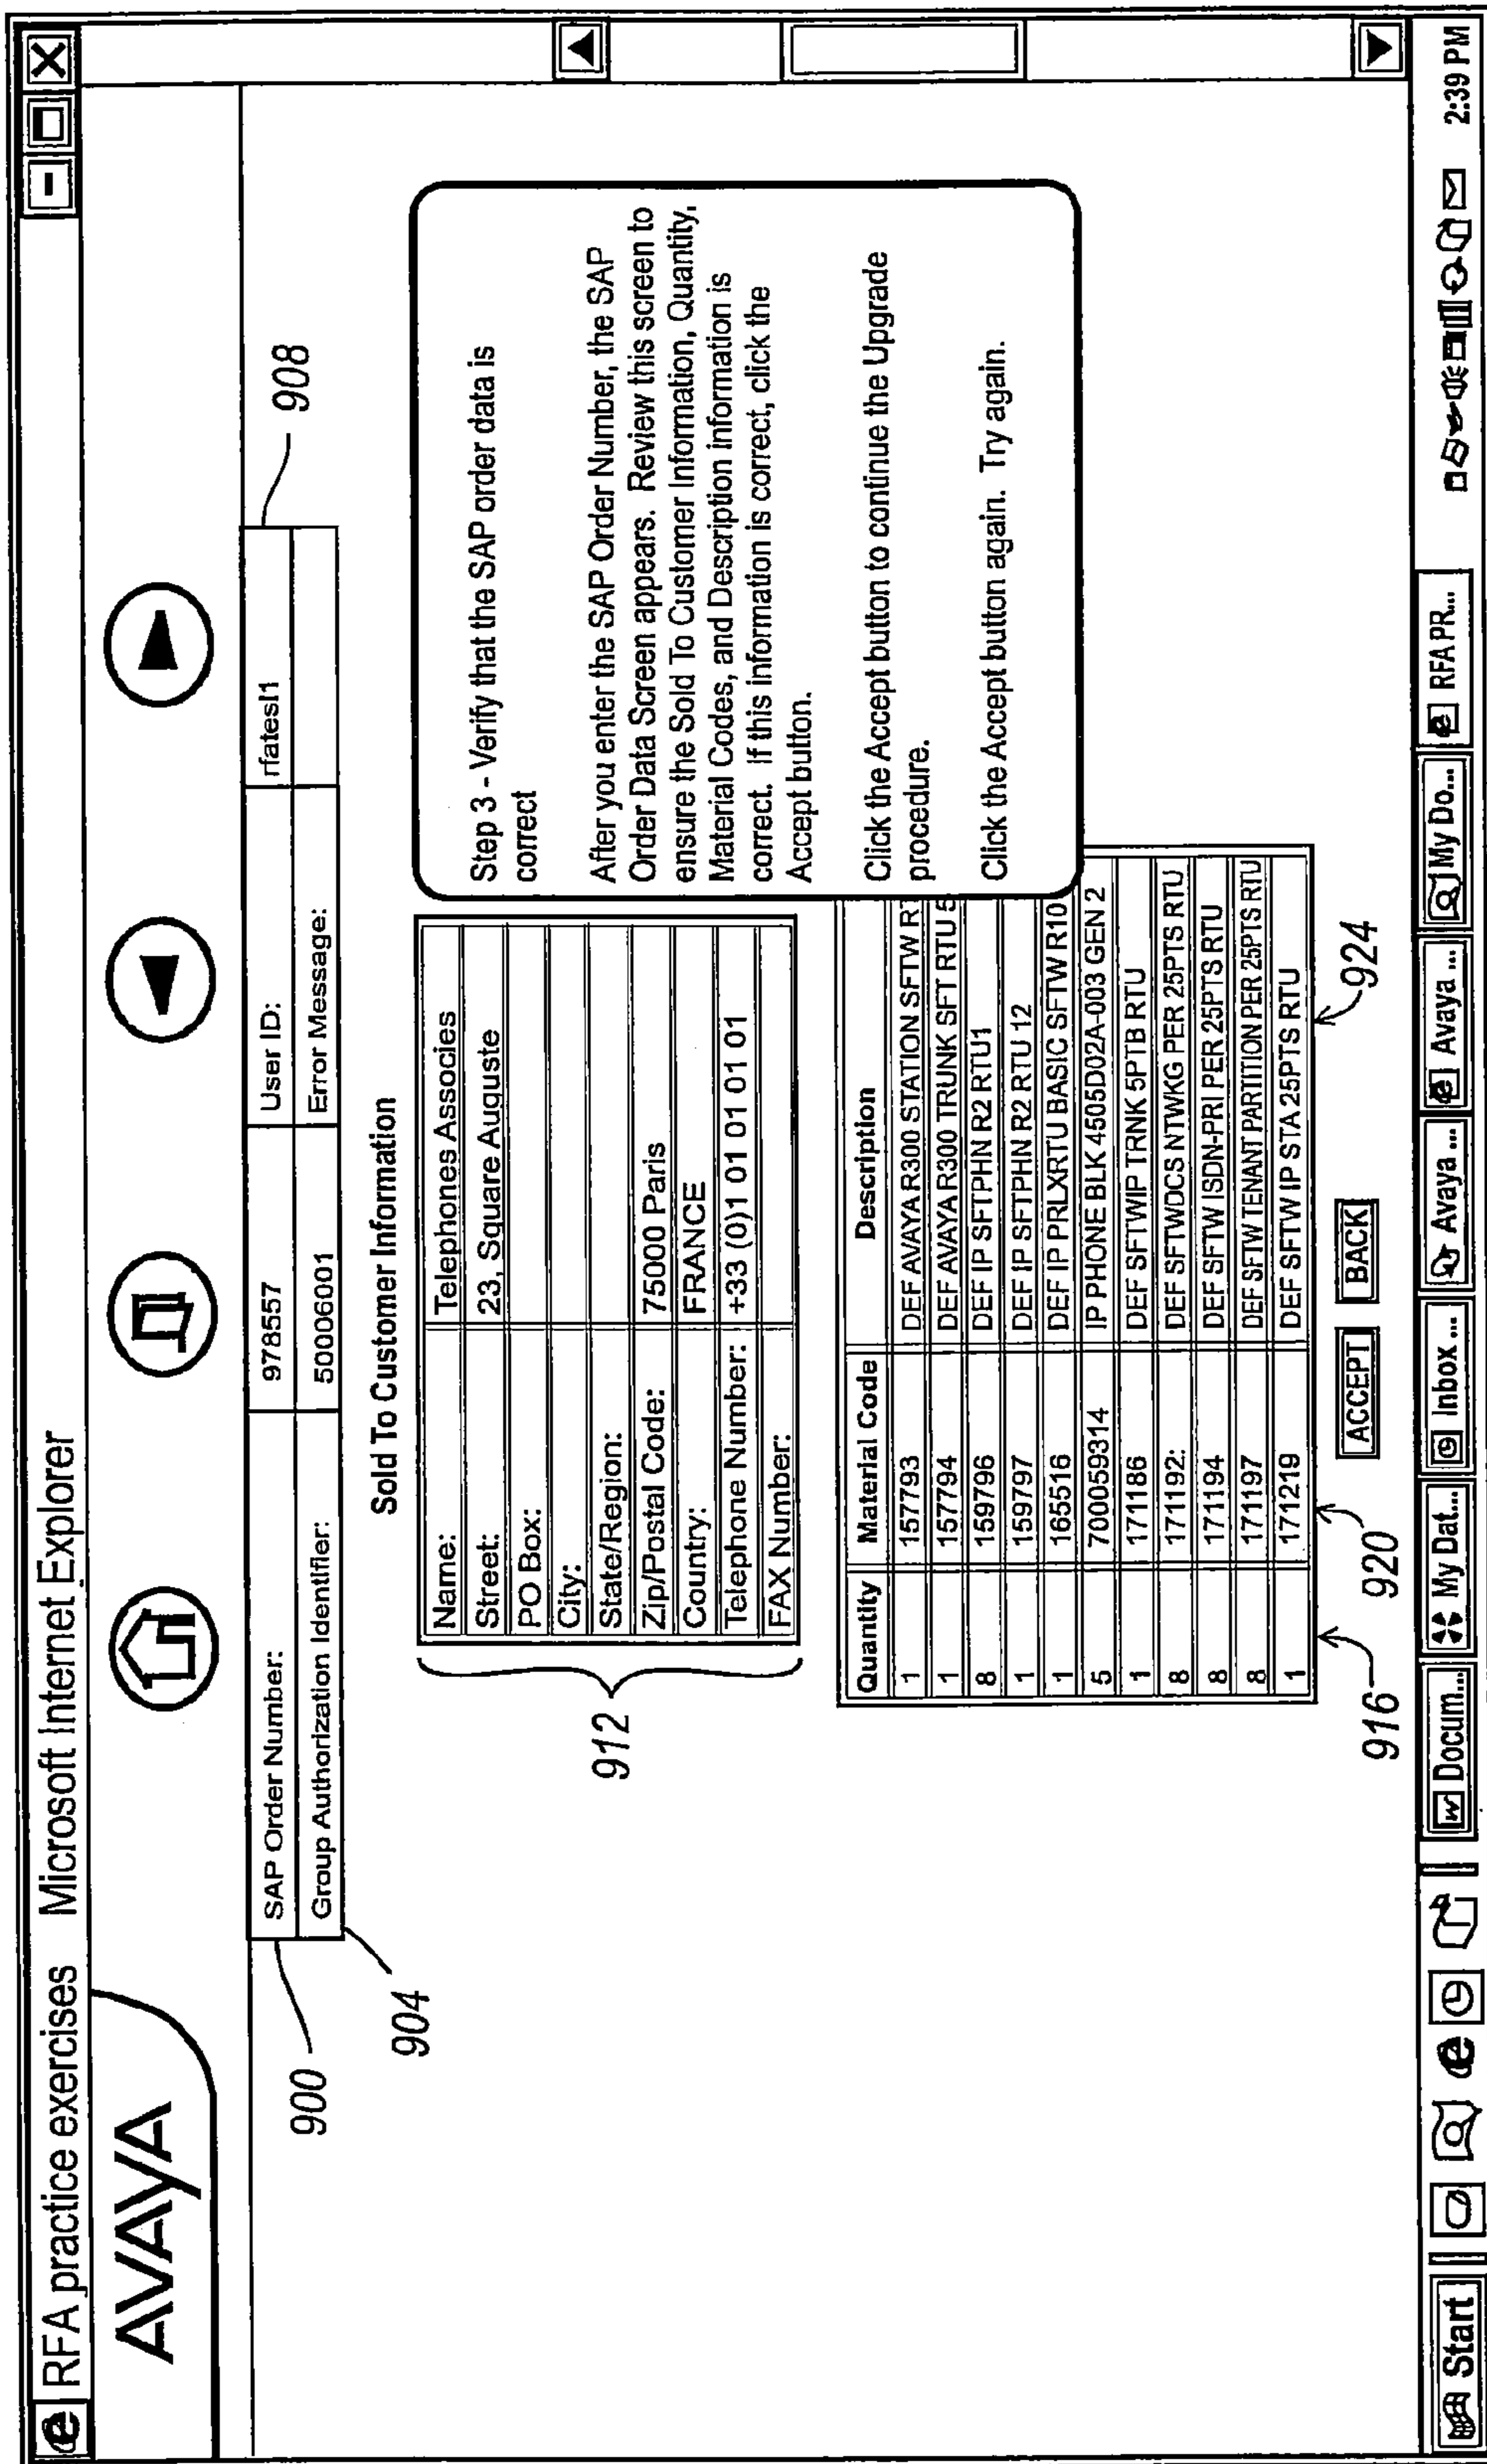 RFA practice exercises Microsoft Internet Explorer
AVAYA
SAP Order Number: 978557 User ID: rfatesl1
Group Authorization Identifier: 50006001 Error Message:
900
904
908
Sold To Customer Information
Name: Telephones Associes
Street: 23, Square Auguste
PO Box:
City:
State/Region:
Zip/Postal Code: 75000 Paris
Country: FRANCE
Telephone Number: +33 (0)1 01 01 01 01
FAX Number:
912
Step 3 - Verify that the SAP order data is
correct
After you enter the SAP Order Number, the SAP
Order Data Screen appears. Review this screen to
ensure the Sold To Customer Information, Quantity,
Material Codes, and Description information is
correct. If this information is correct, click the
Accept button.
Click the Accept button to continue the Upgrade
procedure.
Click the Accept button again. Try again.
Quantity Material Code Description
1 157793 DEF AVAYA R300 STATION SFTW RT
1 157794 DEF AVAYA R300 TRUNK SFT RTU 5
8 159796 DEF IP SFTPHN R2 RTU1
1 159797 DEF IP SFTPHN R2 RTU 12
1 165516 DEF IP PRLXRTU BASIC SFTW R10
5 700059314 IP PHONE BLK 4505D02A-003 GEN 2
1 171186 DEF SFTWIP TRNK 5PTB RTU
8 171192: DEF SFTWDCS NTWKG PER 25PTS RTU
8 171194 DEF SFTW ISDN-PRI PER 25PTS RTU
8 171197 DEF SFTW TENANT PARTITION PER 25PTS RTU
1 171219 DEF SFTW IP STA 25PTS RTU
916
920
924
ACCEPT BACK
Start Docum... My Dat... Inbox ... Avaya ... Avaya ... My Do... RFA PR... 2:39 PM